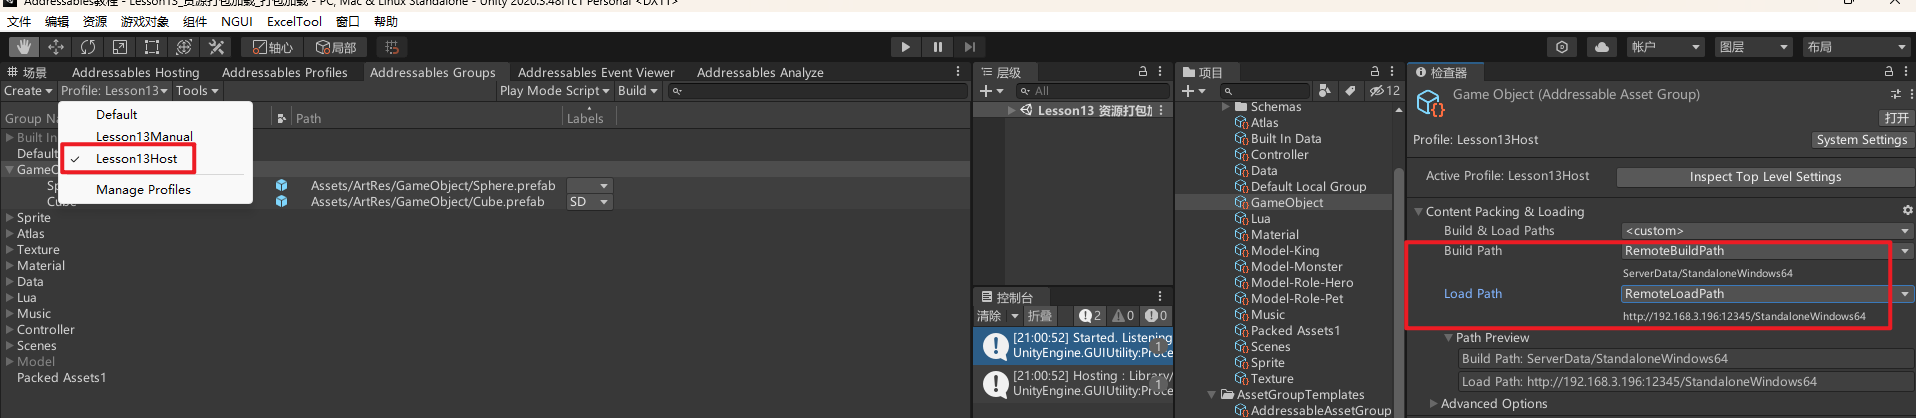 Addressables教程 - Lesson13_资源打包加载_打包加载 - PC, Mac & Linux Standalone - Unity 2020.3.48f1c1 Personal <DX11>
文件 编辑 资源 游戏对象 组件 NGUI ExcelTool 窗口 帮助
轴心 局部 帐户 图层 布局
场景 Addressables Hosting Addressables Profiles Addressables Groups Addressables Event Viewer Addressables Analyze
Create Profile: Lesson13 Tools Play Mode Script Build
Group Na Path Labels
Default
Lesson13Manual
Lesson13Host
Manage Profiles
Built In
Default
GameO
Sp Assets/ArtRes/GameObject/Sphere.prefab
Cube Assets/ArtRes/GameObject/Cube.prefab SD
Sprite
Atlas
Texture
Material
Data
Lua
Music
Controller
Scenes
Model
Packed Assets1
层级
All
Lesson13 资源打包加
控制台
清除 折叠 2 0 0
[21:00:52] Started. Listening
UnityEngine.GUIUtility:Proce
1
[21:00:52] Hosting : Library/
UnityEngine.GUIUtility:Proce
1
项目
12
Schemas
Atlas
Built In Data
Controller
Data
Default Local Group
GameObject
Lua
Material
Model-King
Model-Monster
Model-Role-Hero
Model-Role-Pet
Music
Packed Assets1
Scenes
Sprite
Texture
AssetGroupTemplates
AddressableAssetGroup
检查器
Game Object (Addressable Asset Group)
打开
Profile: Lesson13Host System Settings
Active Profile: Lesson13Host Inspect Top Level Settings
Content Packing & Loading
Build & Load Paths <custom>
Build Path RemoteBuildPath
ServerData/StandaloneWindows64
Load Path RemoteLoadPath
http://192.168.3.196:12345/StandaloneWindows64
Path Preview
Build Path: ServerData/StandaloneWindows64
Load Path: http://192.168.3.196:12345/StandaloneWindows64
Advanced Options